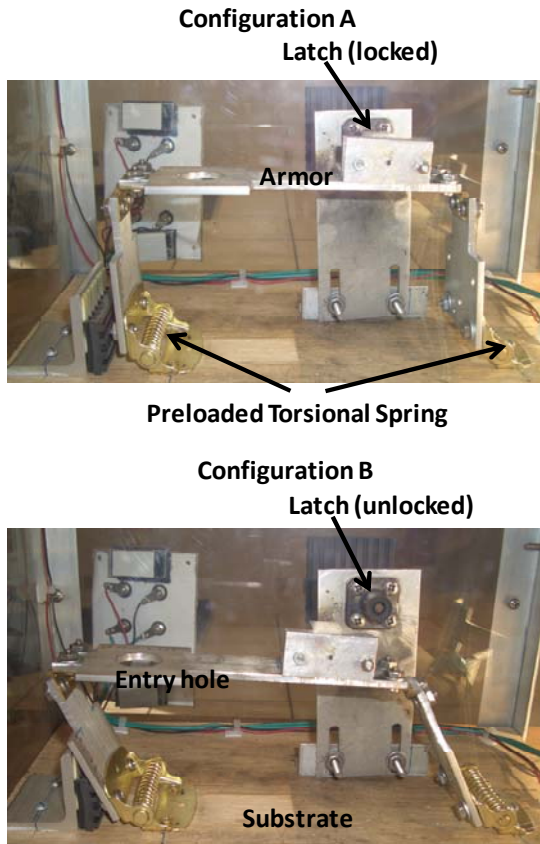 Configuration A
Latch (locked)
Armor
Preloaded Torsional Spring
Configuration B
Latch (unlocked)
Entry hole
Substrate